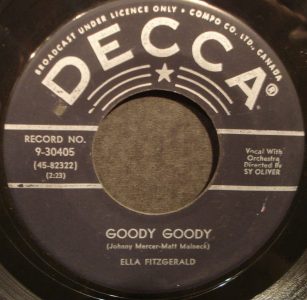 BROADCAST UNDER LICENCE ONLY • COMPO CO. LTD., CANADA
DECCA®
RECORD NO.
9-30405
(45-82322)
(2:23)
Vocal With
Orchestra
Directed By
SY OLIVER
GOODY GOODY
(Johnny Mercer-Matt Malneck)
ELLA FITZGERALD